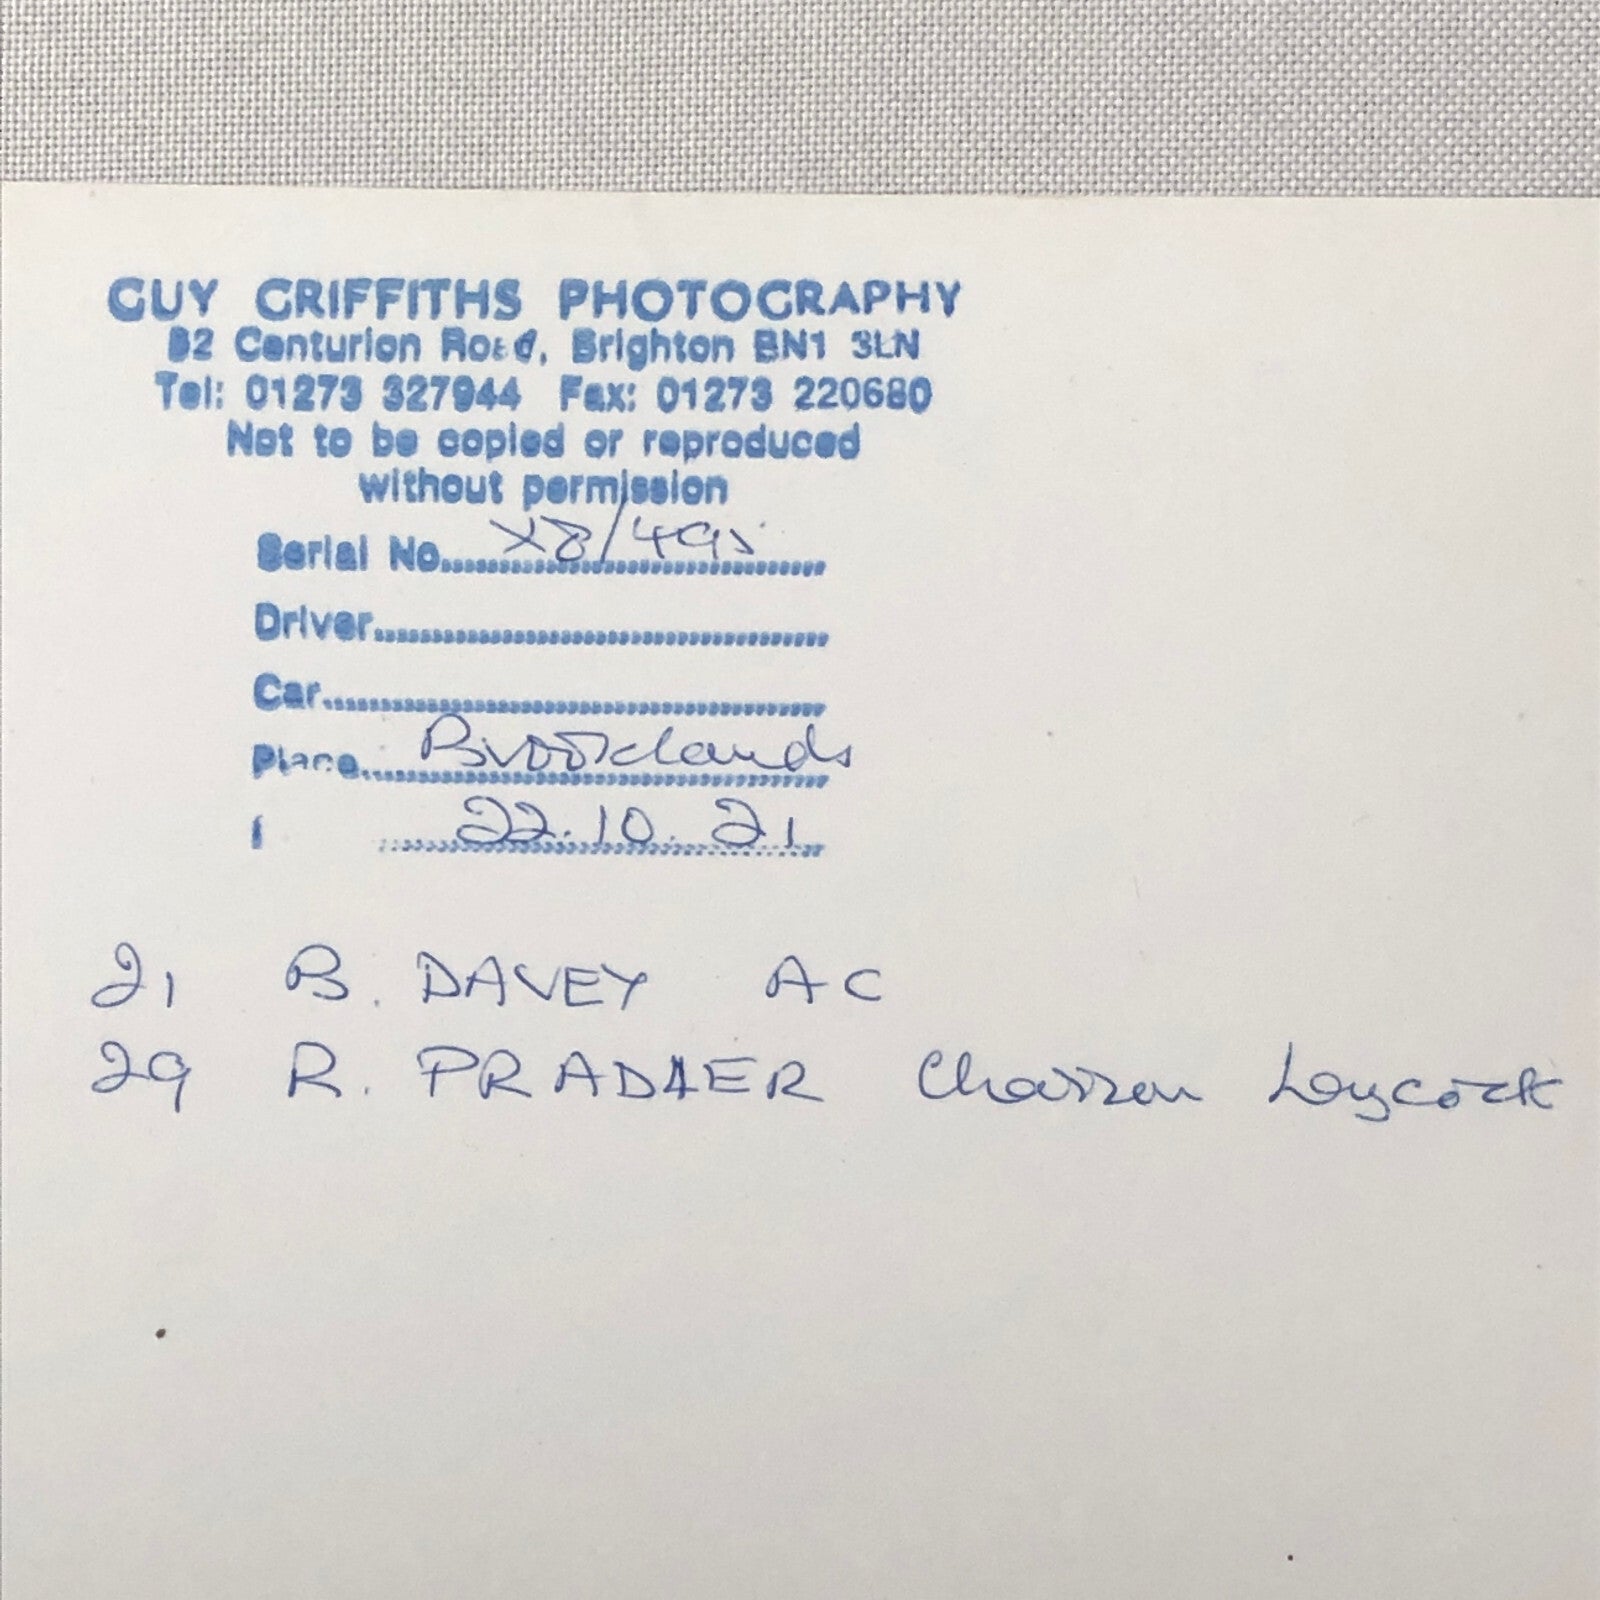 GUY GRIFFITHS PHOTOGRAPHY
82 Centurion Road, Brighton BN1 3LN
Tel: 01273 327944 Fax: 01273 220680
Not to be copied or reproduced
without permission
Serial No. X8/495
Driver
Car
Place Brooklands
22.10.21
21 B. DAVEY AC
29 R. PRADIER Charron Laycock